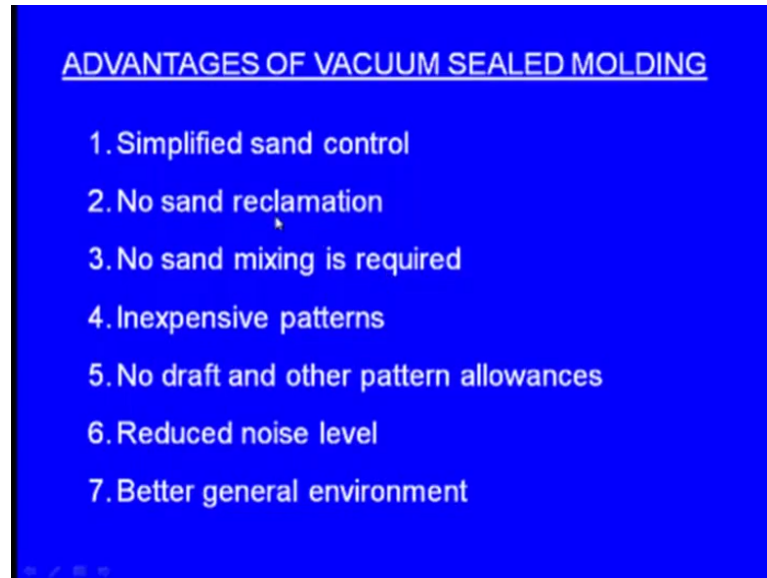 ADVANTAGES OF VACUUM SEALED MOLDING
1. Simplified sand control
2. No sand reclamation
3. No sand mixing is required
4. Inexpensive patterns
5. No draft and other pattern allowances
6. Reduced noise level
7. Better general environment